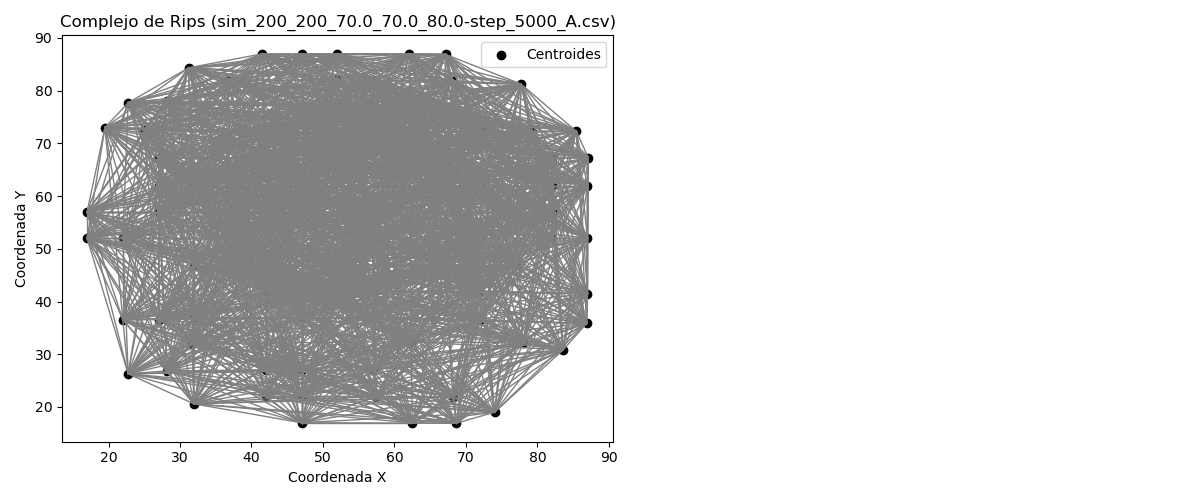 Complejo de Rips (sim_200_200_70.0_70.0_80.0-step_5000_A.csv)
Centroides
90
80
70
60
50
40
30
20
Coordenada Y
20 30 40 50 60 70 80 90
Coordenada X